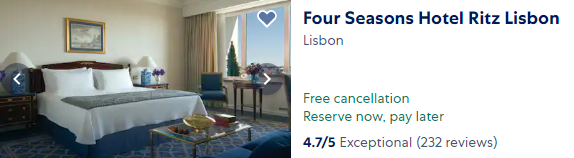 Four Seasons Hotel Ritz Lisbon
Lisbon
Free cancellation
Reserve now, pay later
4.7/5 Exceptional (232 reviews)